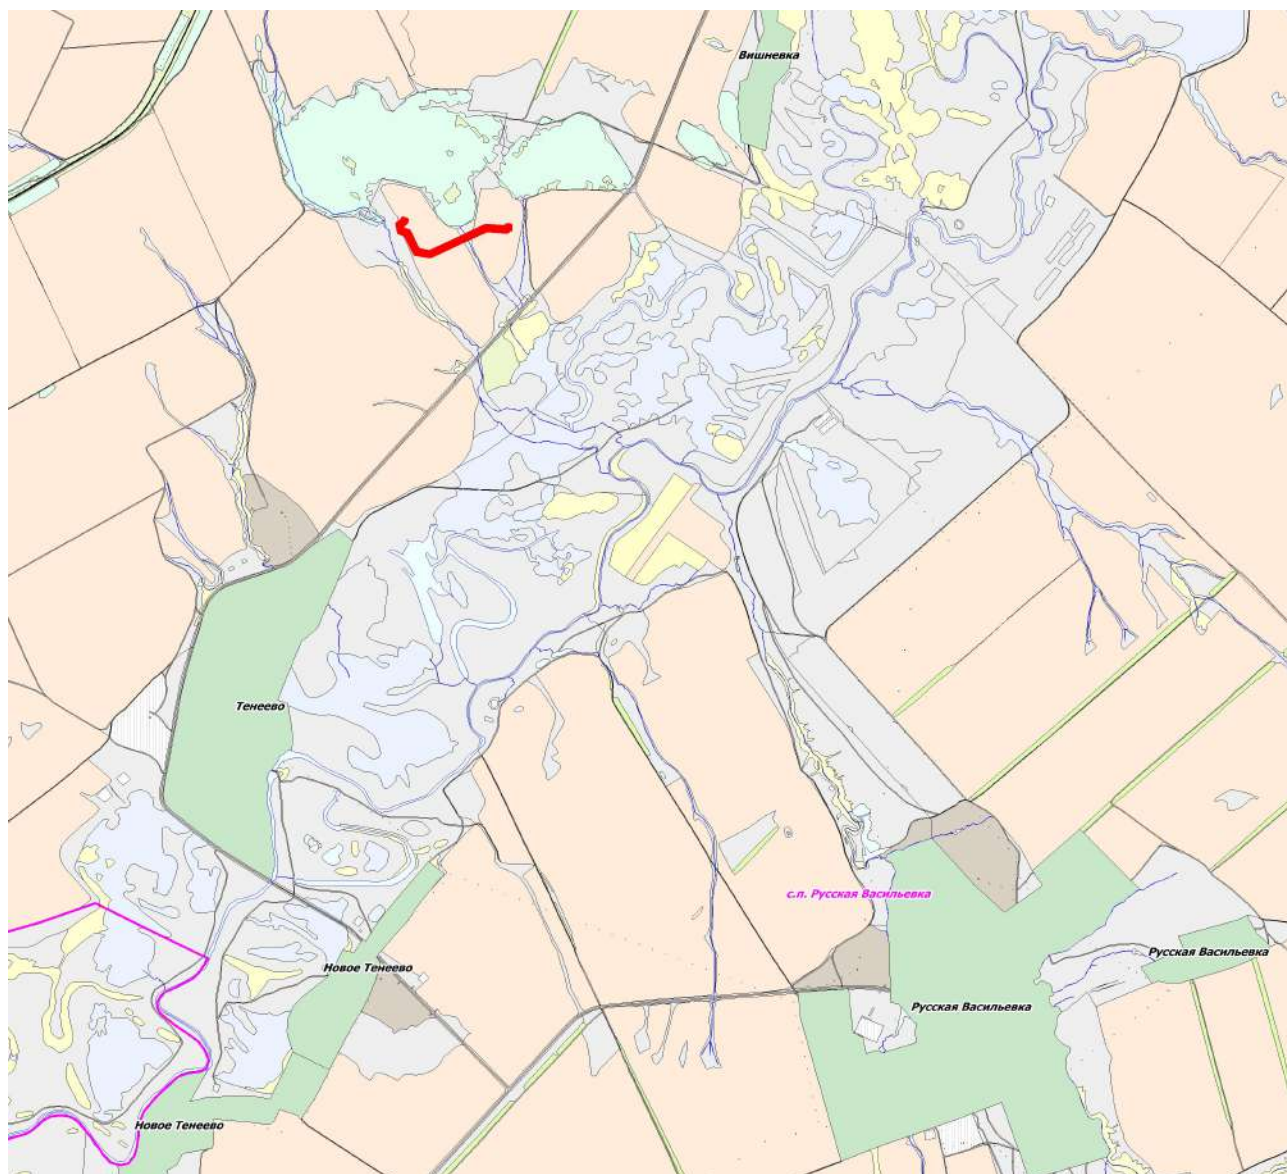 Вишневка
Тенеево
с.п. Русская Васильевка
Русская Васильевка
Новое Тенеево
Русская Васильевка
Новое Тенеево